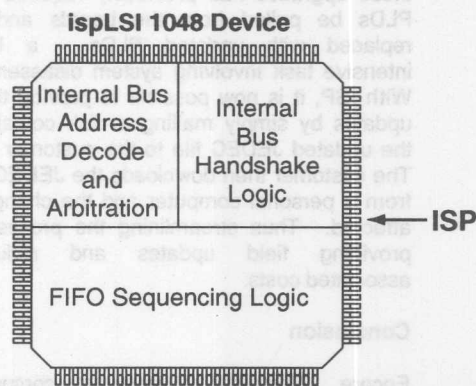 ispLSI 1048 Device
Internal Bus
Address
Decode
and
Arbitration
Internal
Bus
Handshake
Logic
FIFO Sequencing Logic
ISP